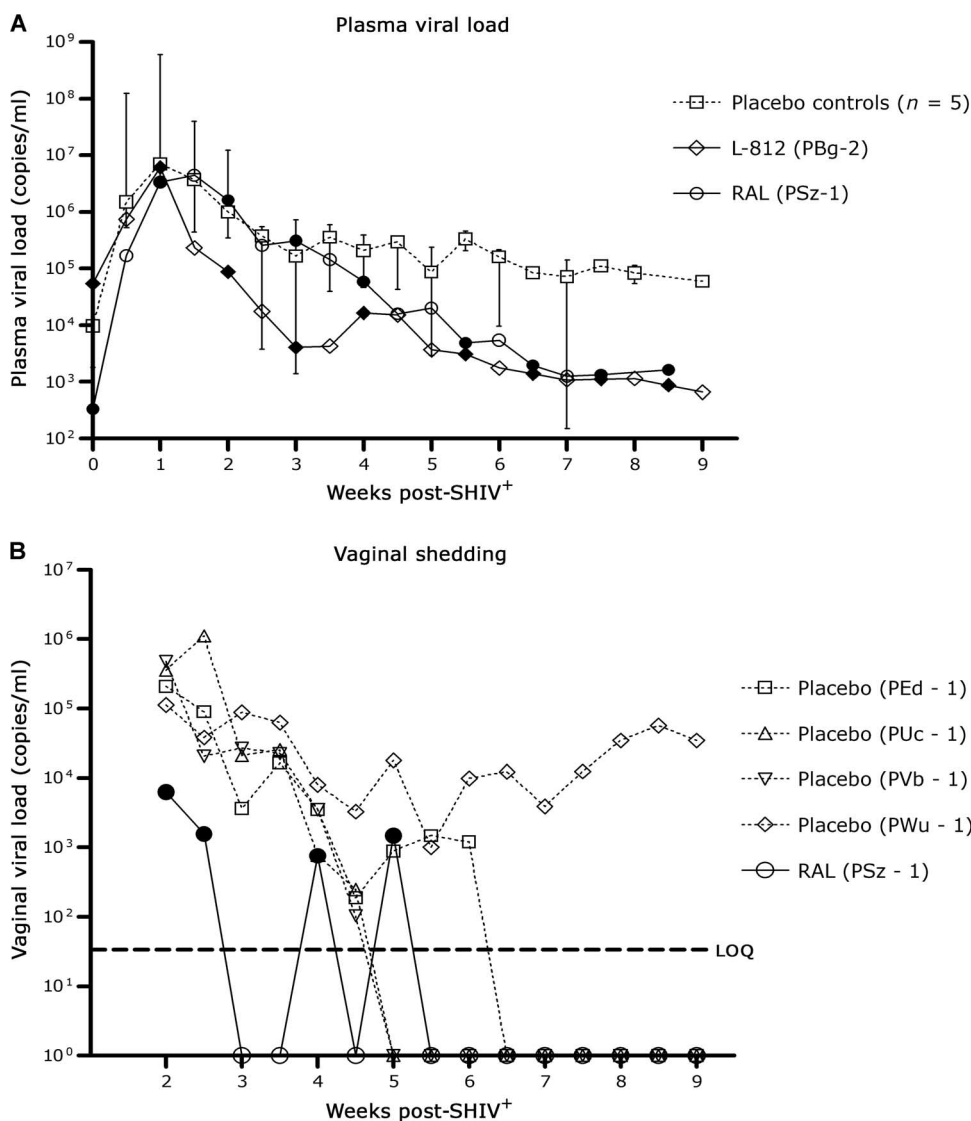 A
Plasma viral load
Plasma viral load (copies/ml)
10⁹
10⁸
10⁷
10⁶
10⁵
10⁴
10³
10²
0 1 2 3 4 5 6 7 8 9
Weeks post-SHIV⁺
Placebo controls (n = 5)
L-812 (PBg-2)
RAL (PSz-1)
B
Vaginal shedding
Vaginal viral load (copies/ml)
10⁷
10⁶
10⁵
10⁴
10³
10²
10¹
10⁰
LOQ
2 3 4 5 6 7 8 9
Weeks post-SHIV⁺
Placebo (PEd - 1)
Placebo (PUc - 1)
Placebo (PVb - 1)
Placebo (PWu - 1)
RAL (PSz - 1)